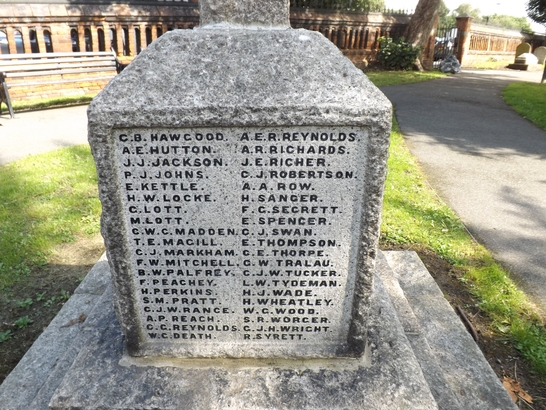 C.B. HAWGOOD. A.E.R. REYNOLDS.
A.E. HUTTON. A.R. RICHARDS.
J.J. JACKSON. J.E. RICHER.
P.J. JOHNS. C.J. ROBERTSON.
E. KETTLE. A.A. ROW.
H.W. LOCKE. H. SANGER.
G. LOTT. F.G. SEGRETT.
M. LOTT. E. SPENCER.
C.W.G. MADDEN. C.J. SWAN.
T.E. MAGILL. E. THOMPSON.
C.J. MARKHAM. C.E. THORPE.
F.W. MITCHELL. G.W. TRALAU.
B.W. PALFREY. C.J.W. TUCKER.
F. PEACHEY. L.W. TYDEMAN.
H. PERKINS. H.J. WADE.
S.M. PRATT. H. WHEATLEY.
C.J.W. RANCE. W.G. WOOD.
A.P. REACH. S.R. WORGER.
C.G. REYNOLDS. G.J.H. WRIGHT.
W.C. DEATH. R. SYRETT.